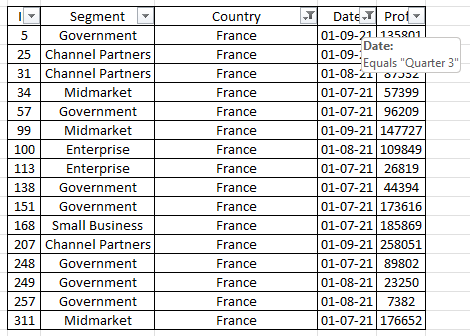 I Segment Country Date Prof
5 Government France 01-09-21 135801
25 Channel Partners France 01-09-21
Date:
31 Channel Partners France 01-08-21 87532
Equals "Quarter 3"
34 Midmarket France 01-07-21 57399
57 Government France 01-07-21 96209
99 Midmarket France 01-09-21 147727
100 Enterprise France 01-08-21 109849
113 Enterprise France 01-07-21 26819
138 Government France 01-07-21 44394
151 Government France 01-07-21 173616
168 Small Business France 01-07-21 185869
207 Channel Partners France 01-09-21 258051
248 Government France 01-07-21 89802
249 Government France 01-08-21 23250
257 Government France 01-08-21 7382
311 Midmarket France 01-07-21 176652